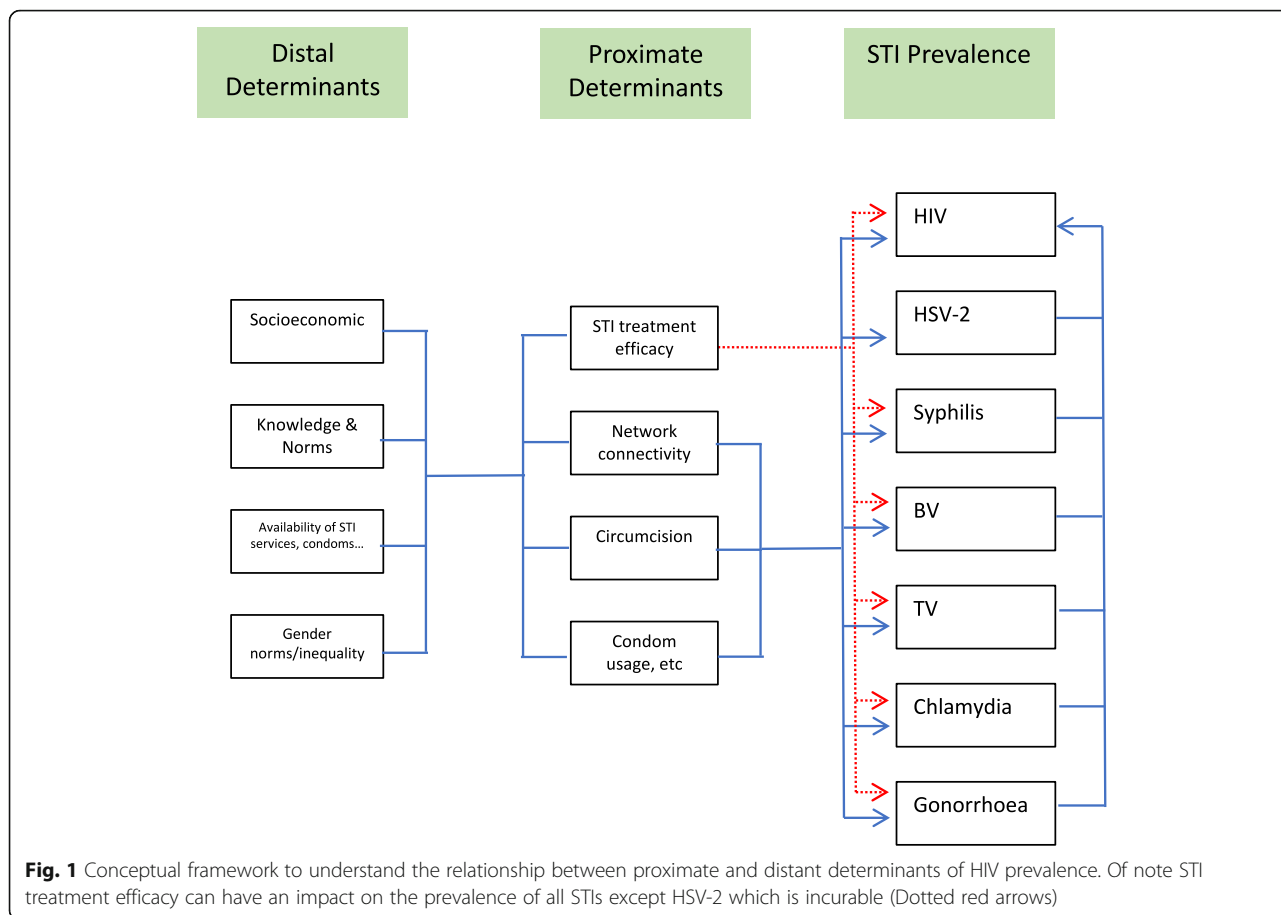 Distal
Determinants
Proximate
Determinants
STI Prevalence
Socioeconomic
Knowledge &
Norms
Availability of STI
services, condoms...
Gender
norms/inequality
STI treatment
efficacy
Network
connectivity
Circumcision
Condom
usage, etc
HIV
HSV-2
Syphilis
BV
TV
Chlamydia
Gonorrhoea
Fig. 1 Conceptual framework to understand the relationship between proximate and distant determinants of HIV prevalence. Of note STI
treatment efficacy can have an impact on the prevalence of all STIs except HSV-2 which is incurable (Dotted red arrows)